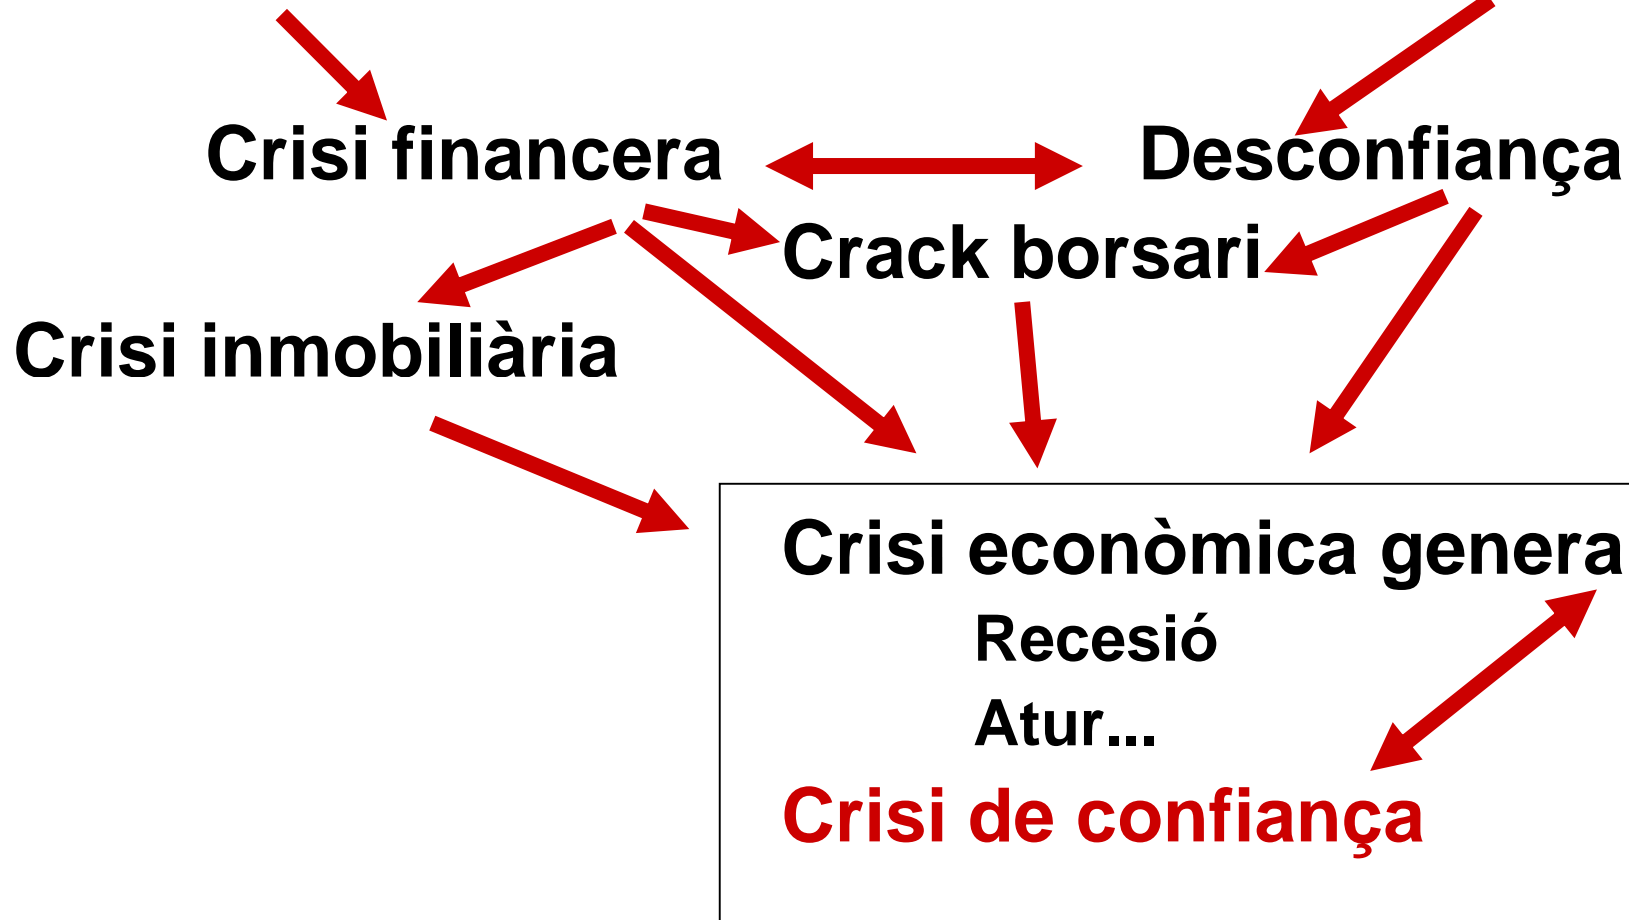 Crisi financera
Desconfiança
Crack borsari
Crisi inmobiliària
Crisi econòmica genera
Recesió
Atur...
Crisi de confiança